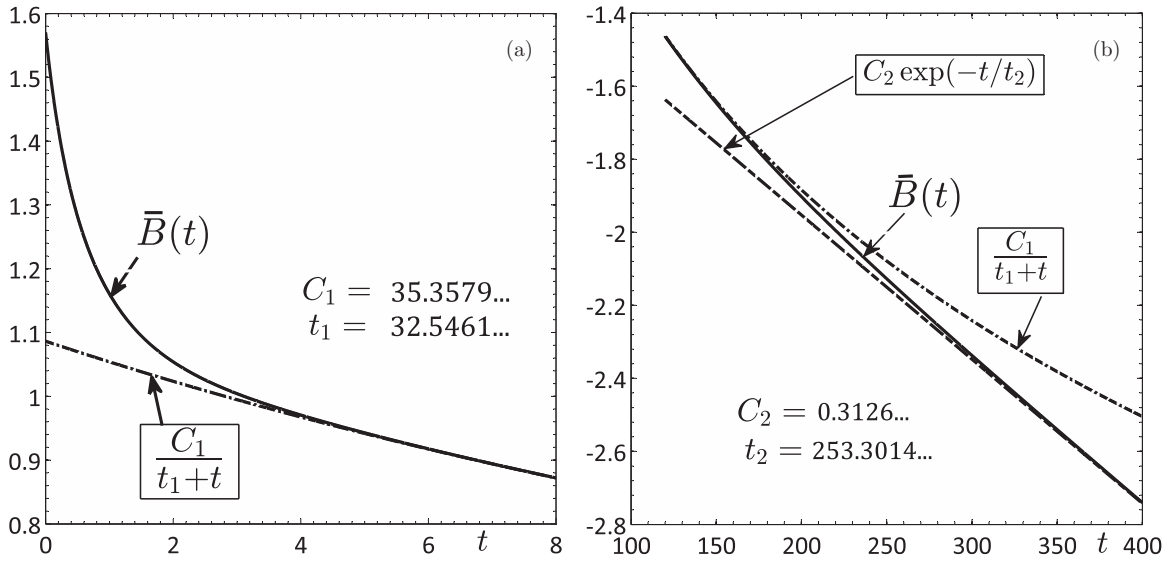 1.6
(a)
1.5
1.4
1.3
B̄(t)
1.2
C₁ = 35.3579...
t₁ = 32.5461...
1.1
1
C₁
t₁+t
0.9
0.8
0 2 4 6 t 8
-1.4
(b)
C₂ exp(−t/t₂)
-1.6
-1.8
B̄(t)
-2
C₁
t₁+t
-2.2
-2.4
C₂ = 0.3126...
t₂ = 253.3014...
-2.6
-2.8
100 150 200 250 300 350 t 400